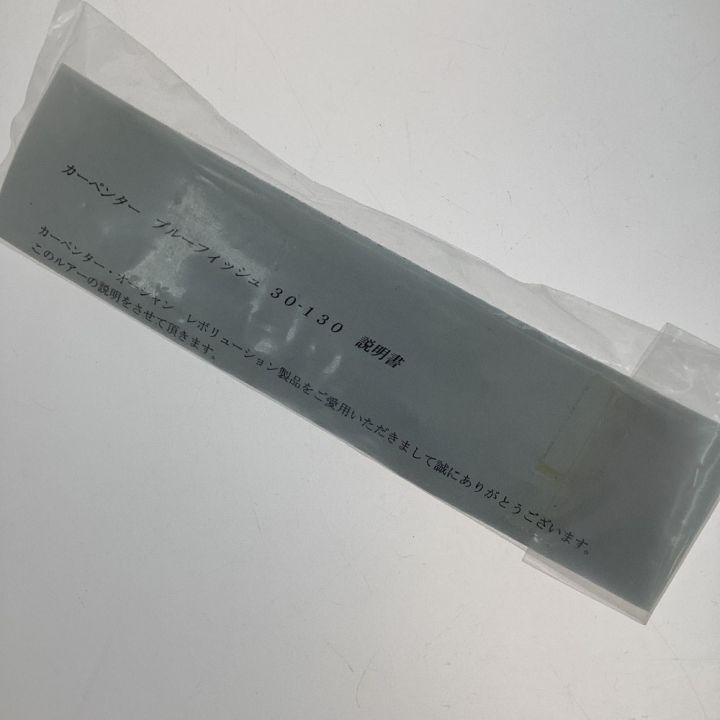 カーペンター ブルーフィッシュ 30-130 説明書
カーペンター・オーシャン レボリューション製品をご愛用いただきまして誠にありがとうございます。
このルアーの説明をさせて頂きます。